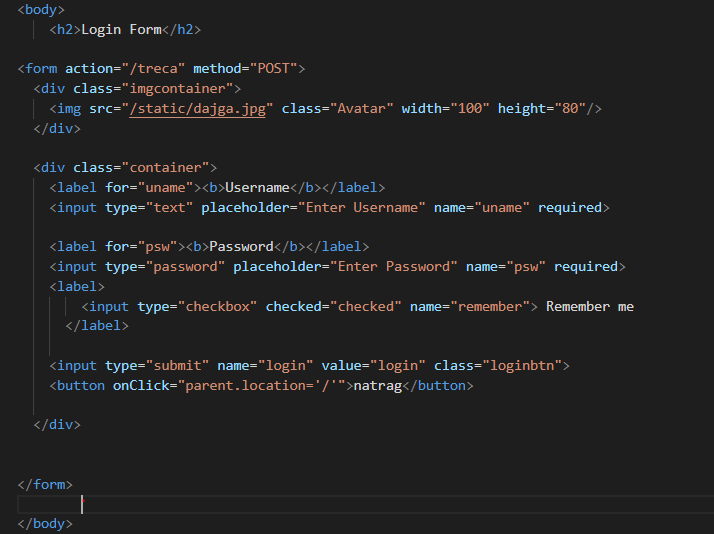 <body>
<h2>Login Form</h2>
<form action="/treca" method="POST">
<div class="imgcontainer">
<img src="/static/dajga.jpg" class="Avatar" width="100" height="80"/>
</div>
<div class="container">
<label for="uname"><b>Username</b></label>
<input type="text" placeholder="Enter Username" name="uname" required>
<label for="psw"><b>Password</b></label>
<input type="password" placeholder="Enter Password" name="psw" required>
<label>
<input type="checkbox" checked="checked" name="remember"> Remember me
</label>
<input type="submit" name="login" value="login" class="loginbtn">
<button onClick="parent.location='/'">natrag</button>
</div>
</form>
</body>